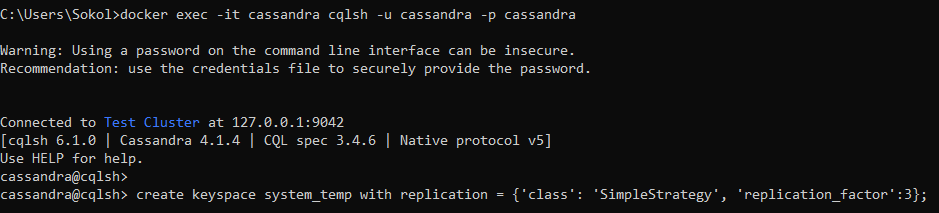 C:\Users\Sokol>docker exec -it cassandra cqlsh -u cassandra -p cassandra
Warning: Using a password on the command line interface can be insecure.
Recommendation: use the credentials file to securely provide the password.
Connected to Test Cluster at 127.0.0.1:9042
[cqlsh 6.1.0 | Cassandra 4.1.4 | CQL spec 3.4.6 | Native protocol v5]
Use HELP for help.
cassandra@cqlsh>
cassandra@cqlsh> create keyspace system_temp with replication = {'class': 'SimpleStrategy', 'replication_factor':3};